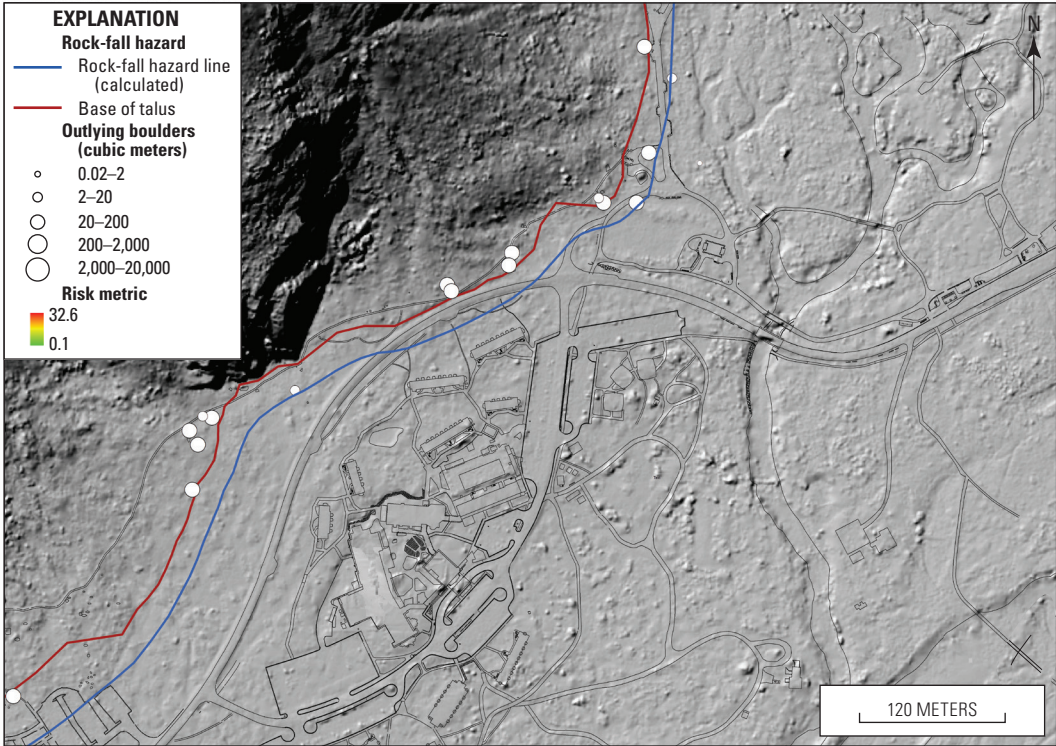 EXPLANATION
Rock-fall hazard
Rock-fall hazard line
(calculated)
Base of talus
Outlying boulders
(cubic meters)
0.02–2
2–20
20–200
200–2,000
2,000–20,000
Risk metric
32.6
0.1
N
120 METERS